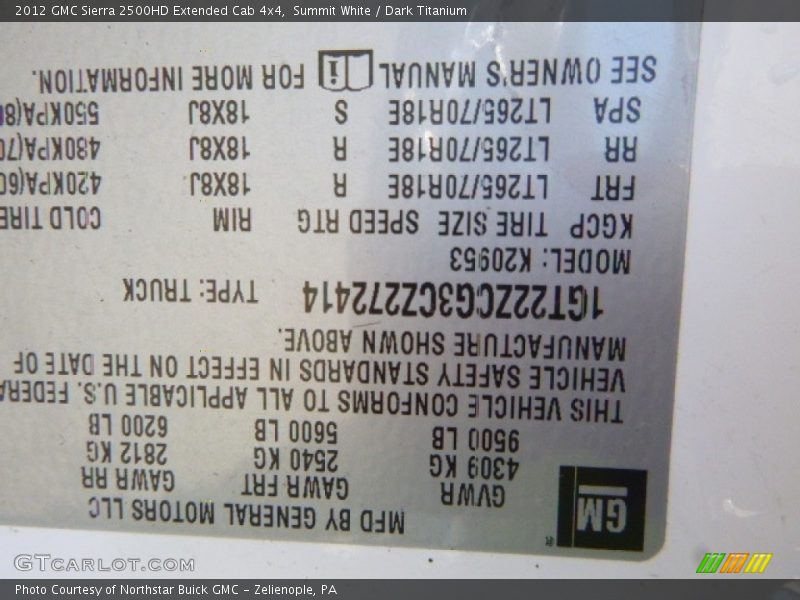 2012 GMC Sierra 2500HD Extended Cab 4x4, Summit White / Dark Titanium
GM
MFD BY GENERAL MOTORS LLC
GVWR GAWR FRT GAWR RR
4309 KG 2540 KG 2812 KG
9500 LB 5600 LB 6200 LB
THIS VEHICLE CONFORMS TO ALL APPLICABLE U.S. FEDERA
VEHICLE SAFETY STANDARDS IN EFFECT ON THE DATE OF
MANUFACTURE SHOWN ABOVE.
1GT22ZCG3CZ272414 TYPE: TRUCK
MODEL: K20953
KGCP TIRE SIZE SPEED RTG RIM COLD TIRE
FRT LT265/70R18E R 18X8J 420KPA(60
RR LT265/70R18E R 18X8J 480KPA(70
SPA LT265/70R18E S 18X8J 550KPA(80
SEE OWNER'S MANUAL i FOR MORE INFORMATION.
GTCARLOT.COM
Photo Courtesy of Northstar Buick GMC - Zelienople, PA